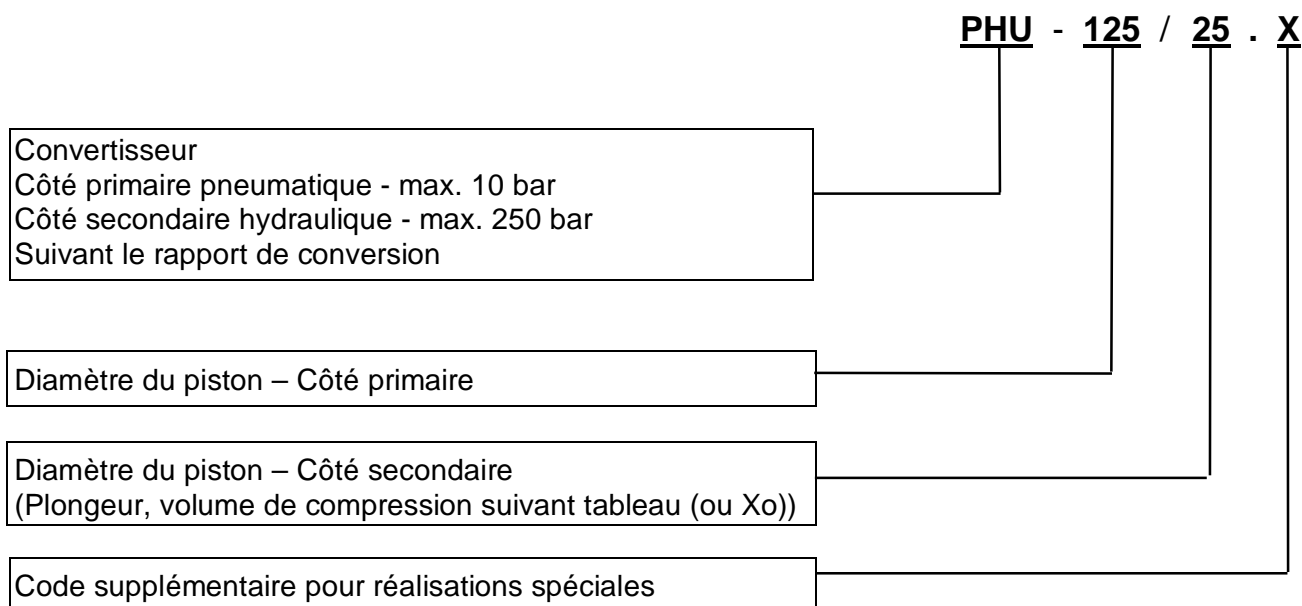 PHU - 125 / 25 . X
Convertisseur
Côté primaire pneumatique - max. 10 bar
Côté secondaire hydraulique - max. 250 bar
Suivant le rapport de conversion
Diamètre du piston – Côté primaire
Diamètre du piston – Côté secondaire
(Plongeur, volume de compression suivant tableau (ou Xo))
Code supplémentaire pour réalisations spéciales